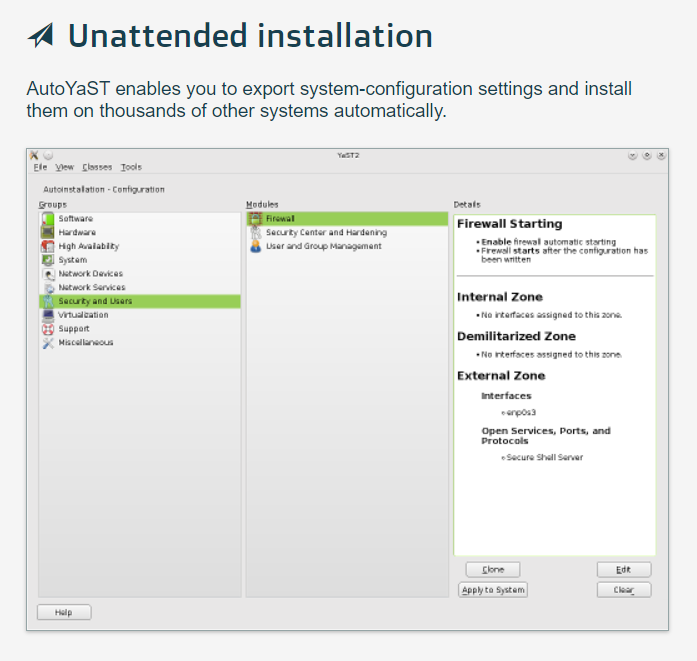 Unattended installation
AutoYaST enables you to export system-configuration settings and install
them on thousands of other systems automatically.
YaST2
File View Classes Tools
Autoinstallation - Configuration
Groups
Software
Hardware
High Availability
System
Network Devices
Network Services
Security and Users
Virtualization
Support
Miscellaneous
Modules
Firewall
Security Center and Hardening
User and Group Management
Details
Firewall Starting
• Enable firewall automatic starting
• Firewall starts after the configuration has
been written
Internal Zone
• No interfaces assigned to this zone.
Demilitarized Zone
• No interfaces assigned to this zone.
External Zone
Interfaces
◦ enp0s3
Open Services, Ports, and
Protocols
◦ Secure Shell Server
Clone
Edit
Apply to System
Clear
Help